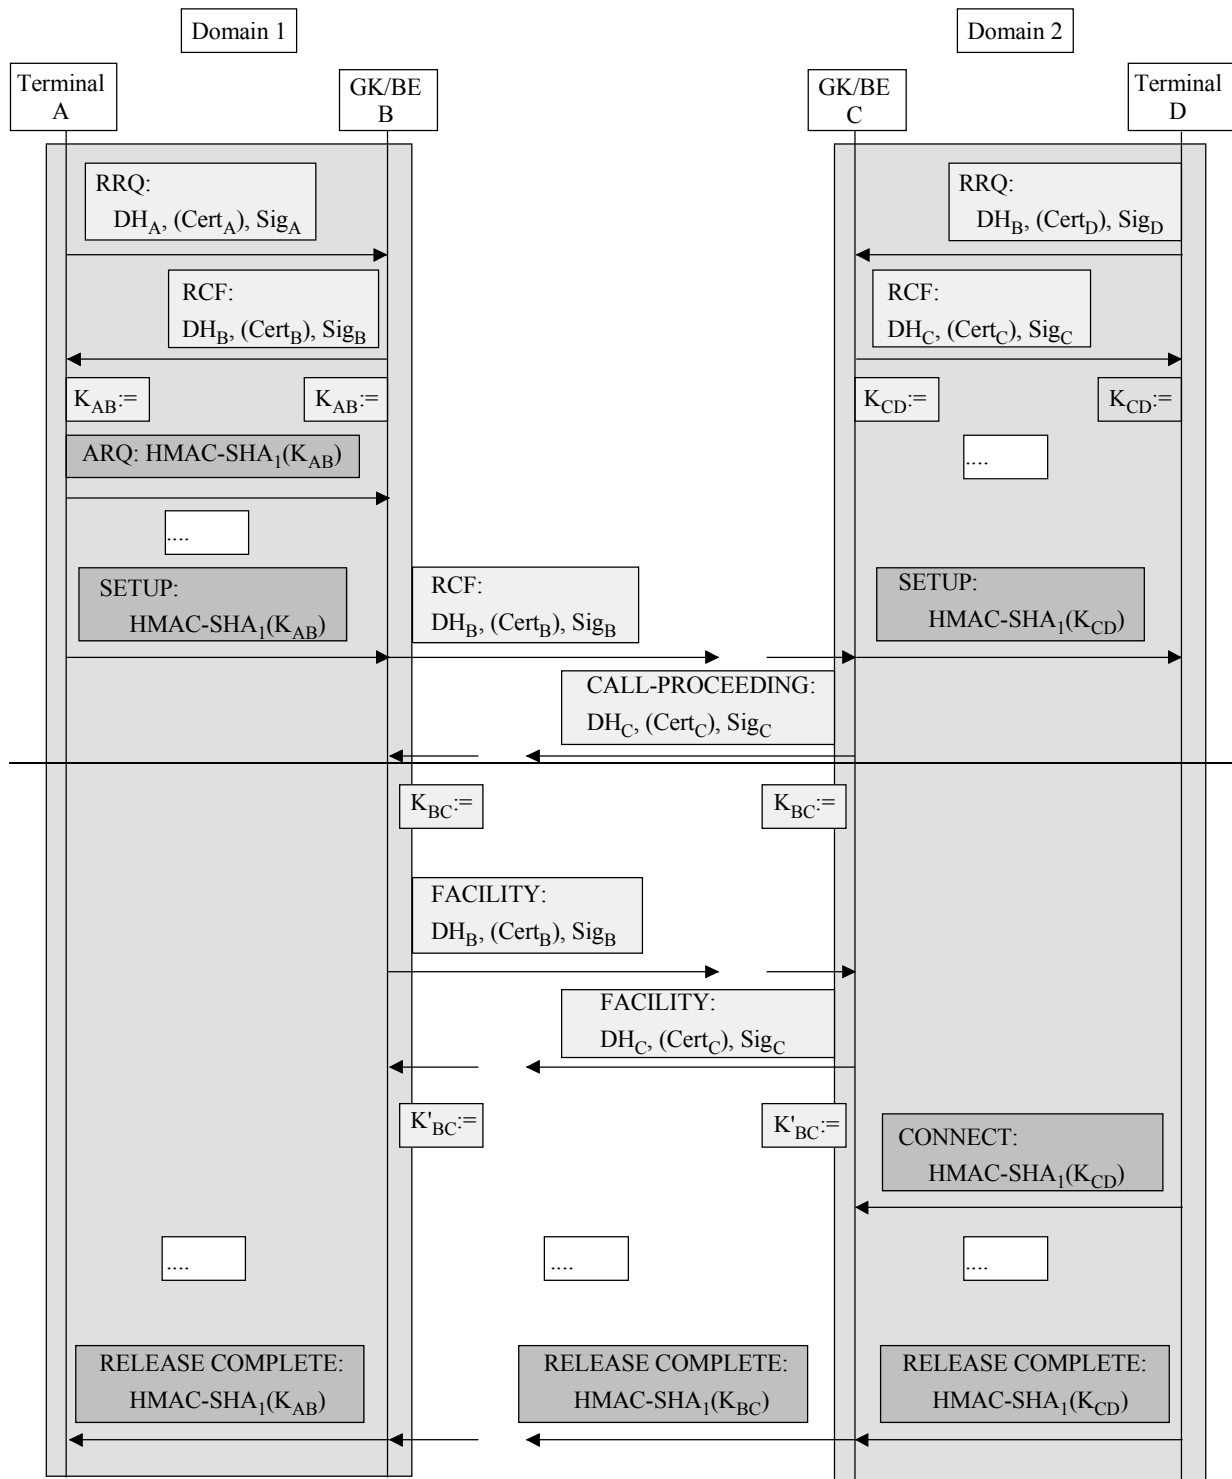 Domain 1
Domain 2
Terminal
A
GK/BE
B
GK/BE
C
Terminal
D
RRQ:
DH_A, (Cert_A), Sig_A
RRQ:
DH_B, (Cert_D), Sig_D
RCF:
DH_B, (Cert_B), Sig_B
RCF:
DH_C, (Cert_C), Sig_C
K_AB:=
K_AB:=
K_CD:=
K_CD:=
ARQ: HMAC-SHA_1(K_AB)
....
....
SETUP:
HMAC-SHA_1(K_AB)
RCF:
DH_B, (Cert_B), Sig_B
SETUP:
HMAC-SHA_1(K_CD)
CALL-PROCEEDING:
DH_C, (Cert_C), Sig_C
K_BC:=
K_BC:=
FACILITY:
DH_B, (Cert_B), Sig_B
FACILITY:
DH_C, (Cert_C), Sig_C
K'_BC:=
K'_BC:=
CONNECT:
HMAC-SHA_1(K_CD)
....
....
....
RELEASE COMPLETE:
HMAC-SHA_1(K_AB)
RELEASE COMPLETE:
HMAC-SHA_1(K_BC)
RELEASE COMPLETE:
HMAC-SHA_1(K_CD)